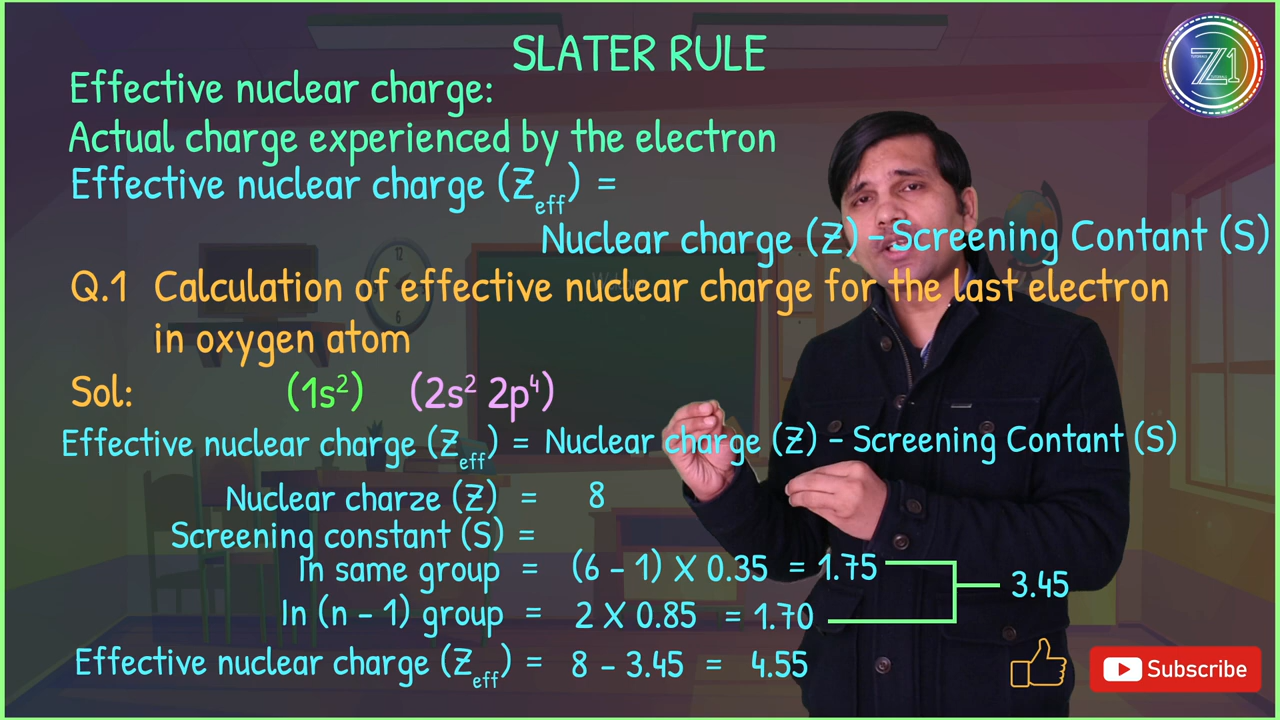 SLATER RULE
Z1
Effective nuclear charge:
Actual charge experienced by the electron
Effective nuclear charge (Zeff) =
Nuclear charge (Z) - Screening Contant (S)
Q.1 Calculation of effective nuclear charge for the last electron
in oxygen atom
Sol: (1s²) (2s² 2p⁴)
Effective nuclear charge (Zeff) = Nuclear charge (Z) - Screening Contant (S)
Nuclear charze (Z) = 8
Screening constant (S) =
In same group = (6 - 1) X 0.35 = 1.75
3.45
In (n - 1) group = 2 X 0.85 = 1.70
Effective nuclear charge (Zeff) = 8 - 3.45 = 4.55
Subscribe